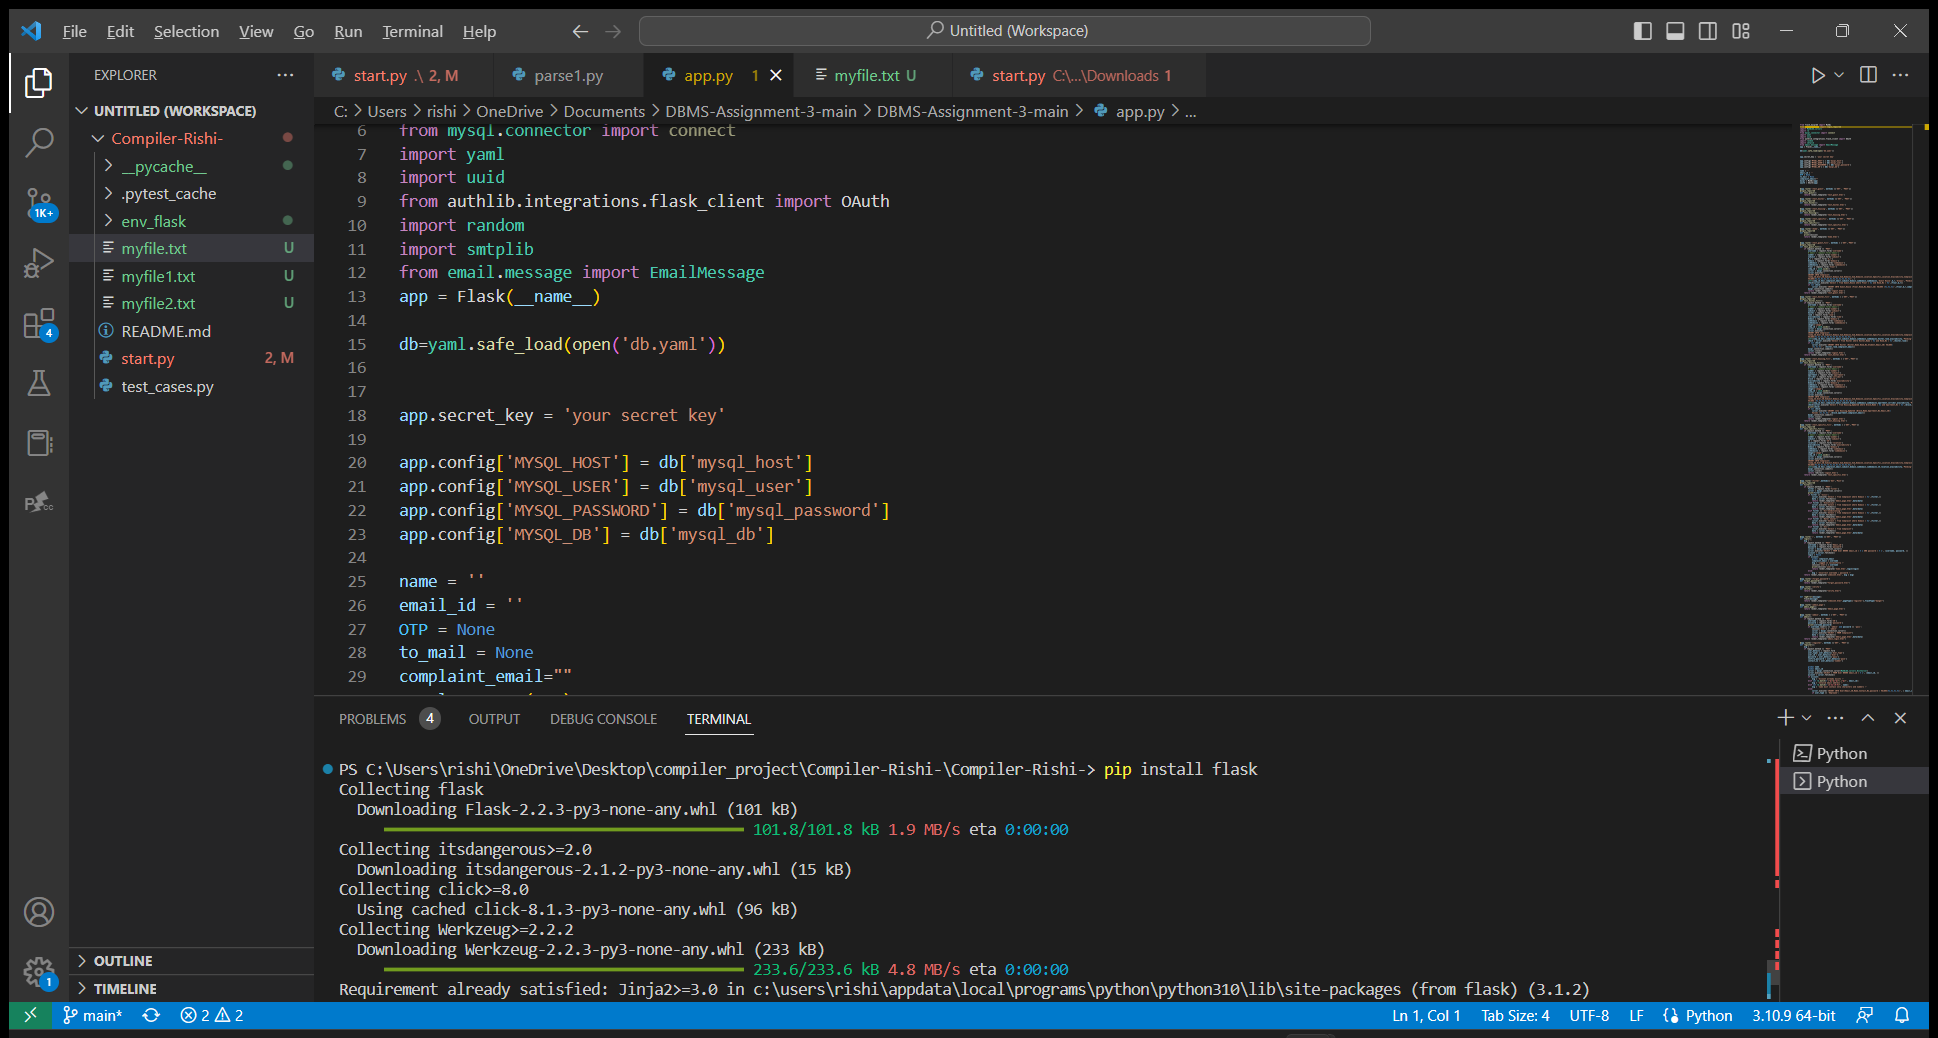 File Edit Selection View Go Run Terminal Help Untitled (Workspace)
EXPLORER
UNTITLED (WORKSPACE)
Compiler-Rishi-
__pycache__
.pytest_cache
env_flask
myfile.txt U
myfile1.txt U
myfile2.txt U
README.md
start.py 2, M
test_cases.py
OUTLINE
TIMELINE
1K+
4
1
start.py .\ 2, M parse1.py app.py 1 myfile.txt U start.py C:\...\Downloads 1
C: > Users > rishi > OneDrive > Documents > DBMS-Assignment-3-main > DBMS-Assignment-3-main > app.py > ...
6 from mysql.connector import connect
7 import yaml
8 import uuid
9 from authlib.integrations.flask_client import OAuth
10 import random
11 import smtplib
12 from email.message import EmailMessage
13 app = Flask(__name__)
14
15 db=yaml.safe_load(open('db.yaml'))
16
17
18 app.secret_key = 'your secret key'
19
20 app.config['MYSQL_HOST'] = db['mysql_host']
21 app.config['MYSQL_USER'] = db['mysql_user']
22 app.config['MYSQL_PASSWORD'] = db['mysql_password']
23 app.config['MYSQL_DB'] = db['mysql_db']
24
25 name = ''
26 email_id = ''
27 OTP = None
28 to_mail = None
29 complaint_email=""
PROBLEMS 4 OUTPUT DEBUG CONSOLE TERMINAL
PS C:\Users\rishi\OneDrive\Desktop\compiler_project\Compiler-Rishi-\Compiler-Rishi-> pip install flask
Collecting flask
Downloading Flask-2.2.3-py3-none-any.whl (101 kB)
101.8/101.8 kB 1.9 MB/s eta 0:00:00
Collecting itsdangerous>=2.0
Downloading itsdangerous-2.1.2-py3-none-any.whl (15 kB)
Collecting click>=8.0
Using cached click-8.1.3-py3-none-any.whl (96 kB)
Collecting Werkzeug>=2.2.2
Downloading Werkzeug-2.2.3-py3-none-any.whl (233 kB)
233.6/233.6 kB 4.8 MB/s eta 0:00:00
Requirement already satisfied: Jinja2>=3.0 in c:\users\rishi\appdata\local\programs\python\python310\lib\site-packages (from flask) (3.1.2)
Python
Python
main* 2 2 Ln 1, Col 1 Tab Size: 4 UTF-8 LF Python 3.10.9 64-bit